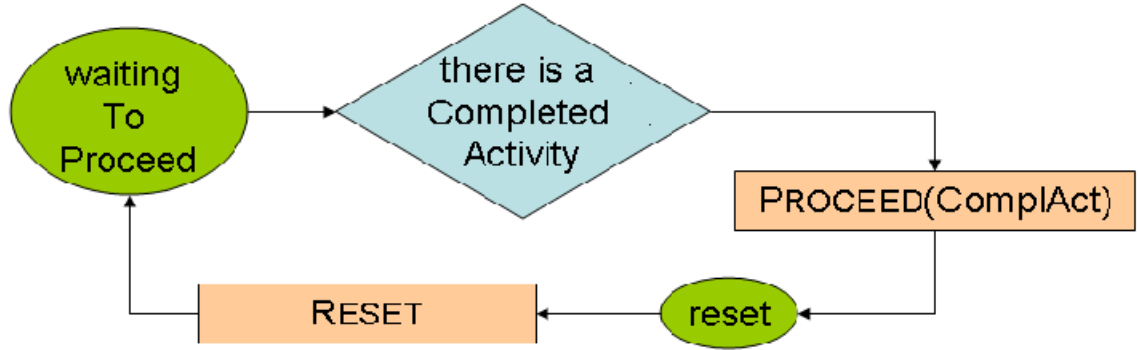 waiting
To
Proceed
there is a
Completed
Activity
PROCEED(ComplAct)
reset
RESET